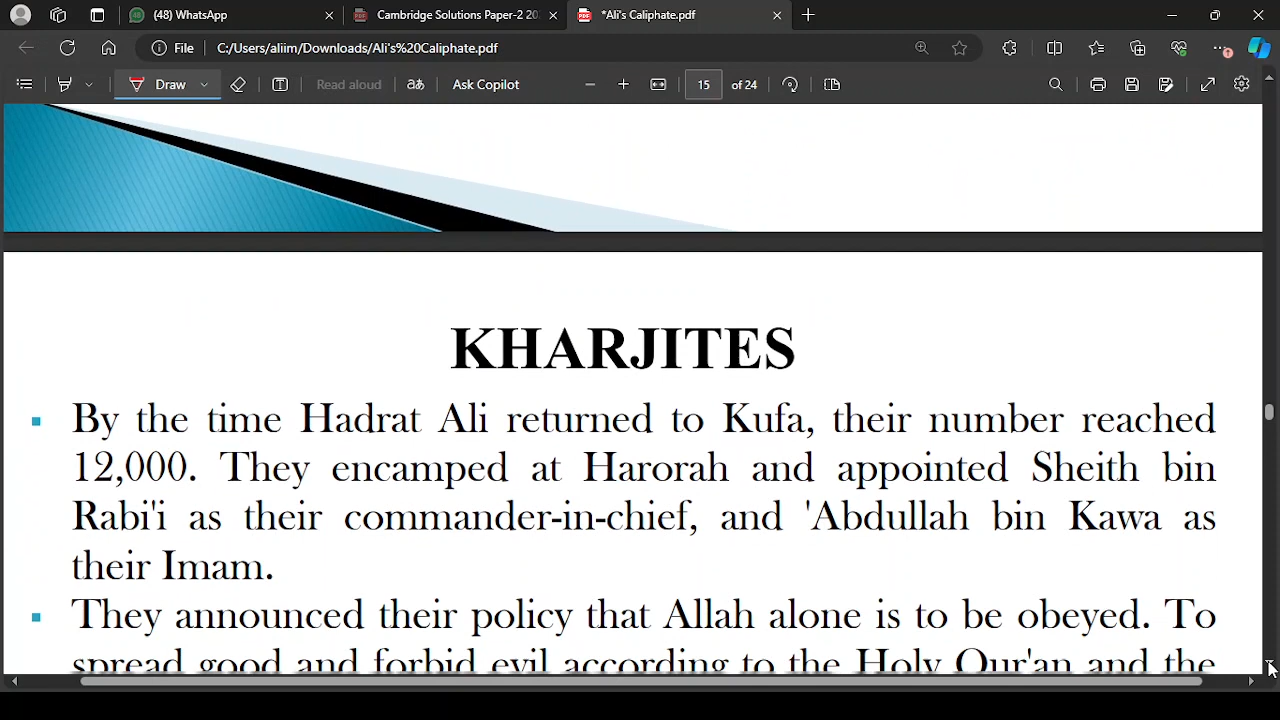 (48) WhatsApp
Cambridge Solutions Paper-2 20
*Ali's Caliphate.pdf
File
C:/Users/aliim/Downloads/Ali's%20Caliphate.pdf
Draw
Read aloud
aあ
Ask Copilot
15
of 24
KHARJITES
▪ By the time Hadrat Ali returned to Kufa, their number reached
12,000. They encamped at Harorah and appointed Sheith bin
Rabi'i as their commander-in-chief, and 'Abdullah bin Kawa as
their Imam.
▪ They announced their policy that Allah alone is to be obeyed. To
spread good and forbid evil according to the Holy Qur'an and the